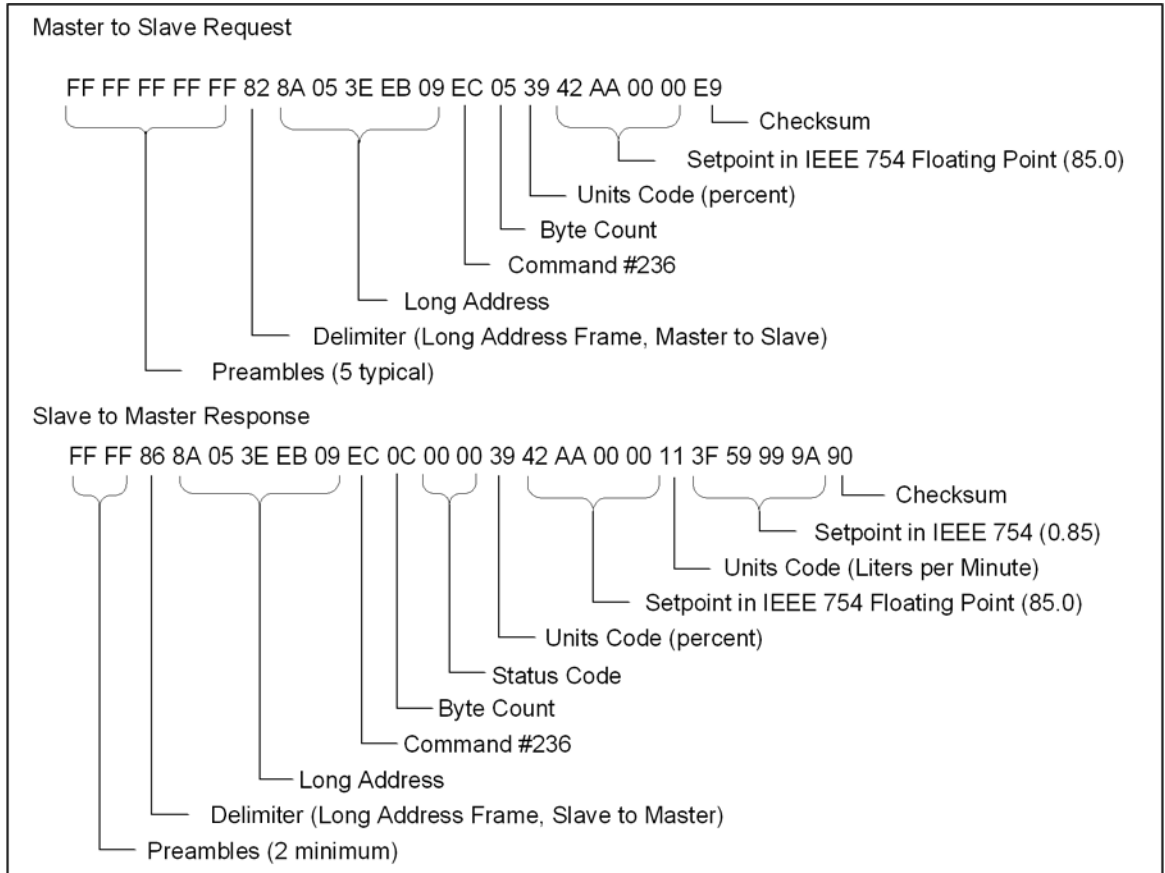 Master to Slave Request
FF FF FF FF FF 82 8A 05 3E EB 09 EC 05 39 42 AA 00 00 E9
Checksum
Setpoint in IEEE 754 Floating Point (85.0)
Units Code (percent)
Byte Count
Command #236
Long Address
Delimiter (Long Address Frame, Master to Slave)
Preambles (5 typical)
Slave to Master Response
FF FF 86 8A 05 3E EB 09 EC 0C 00 00 39 42 AA 00 00 11 3F 59 99 9A 90
Checksum
Setpoint in IEEE 754 (0.85)
Units Code (Liters per Minute)
Setpoint in IEEE 754 Floating Point (85.0)
Units Code (percent)
Status Code
Byte Count
Command #236
Long Address
Delimiter (Long Address Frame, Slave to Master)
Preambles (2 minimum)